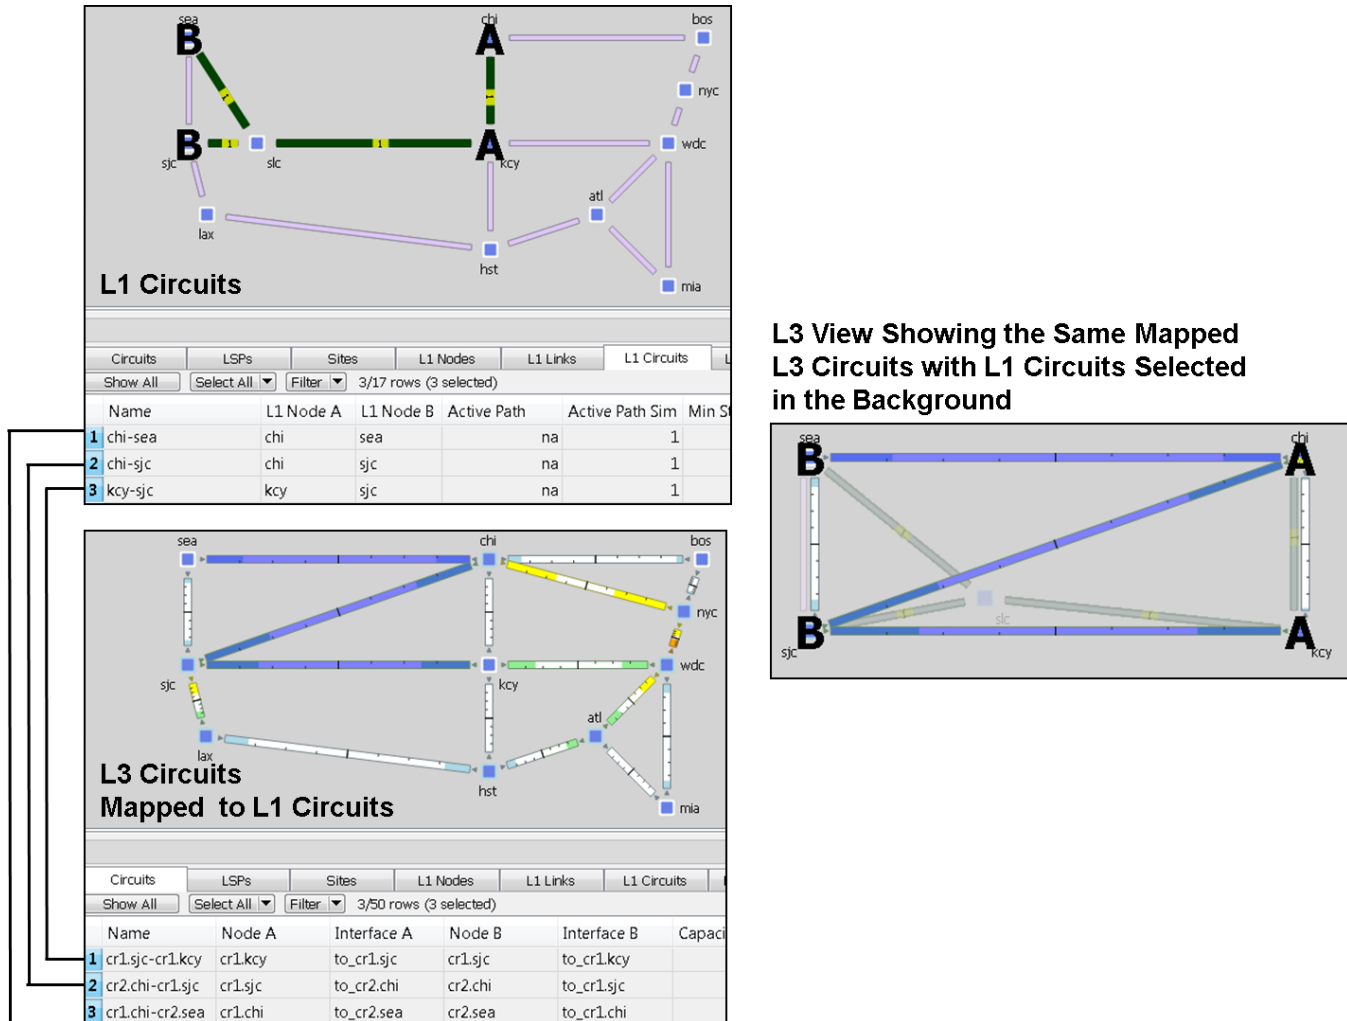 sea
chi
bos
B
A
nyc
1
1
B
1
1
A
wdc
sjc
slc
kcy
atl
lax
hst
mia
L1 Circuits
Circuits LSPs Sites L1 Nodes L1 Links L1 Circuits
Show All Select All Filter 3/17 rows (3 selected)
Name L1 Node A L1 Node B Active Path Active Path Sim Min St
1 chi-sea chi sea na 1
2 chi-sjc chi sjc na 1
3 kcy-sjc kcy sjc na 1
sea chi bos
nyc
sjc kcy wdc
atl
lax
hst
mia
L3 Circuits
Mapped to L1 Circuits
Circuits LSPs Sites L1 Nodes L1 Links L1 Circuits
Show All Select All Filter 3/50 rows (3 selected)
Name Node A Interface A Node B Interface B Capaci
1 cr1.sjc-cr1.kcy cr1.kcy to_cr1.sjc cr1.sjc to_cr1.kcy
2 cr2.chi-cr1.sjc cr1.sjc to_cr2.chi cr2.chi to_cr1.sjc
3 cr1.chi-cr2.sea cr1.chi to_cr2.sea cr2.sea to_cr1.chi
L3 View Showing the Same Mapped
L3 Circuits with L1 Circuits Selected
in the Background
sea chi
B A
slc
B A
sjc kcy